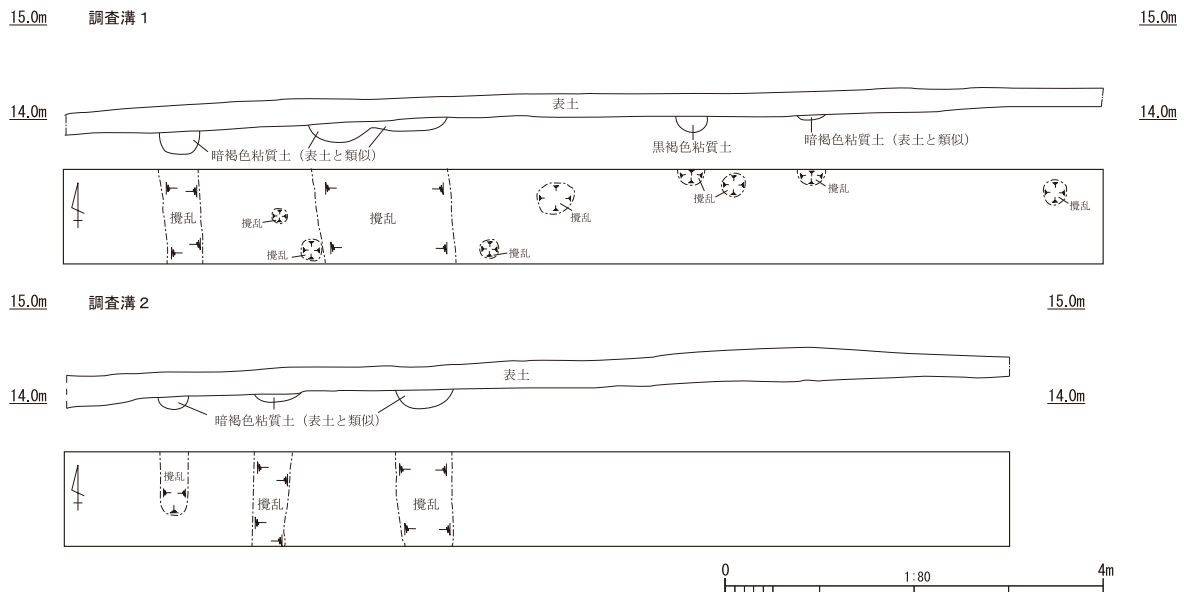 15.0m 調査溝1 15.0m
14.0m 表土 14.0m
暗褐色粘質土（表土と類似） 黒褐色粘質土 暗褐色粘質土（表土と類似）
攪乱 攪乱 攪乱 攪乱 攪乱 攪乱 攪乱
攪乱 攪乱
15.0m 調査溝2 15.0m
14.0m 表土 14.0m
暗褐色粘質土（表土と類似）
攪乱
攪乱 攪乱
0 1:80 4m